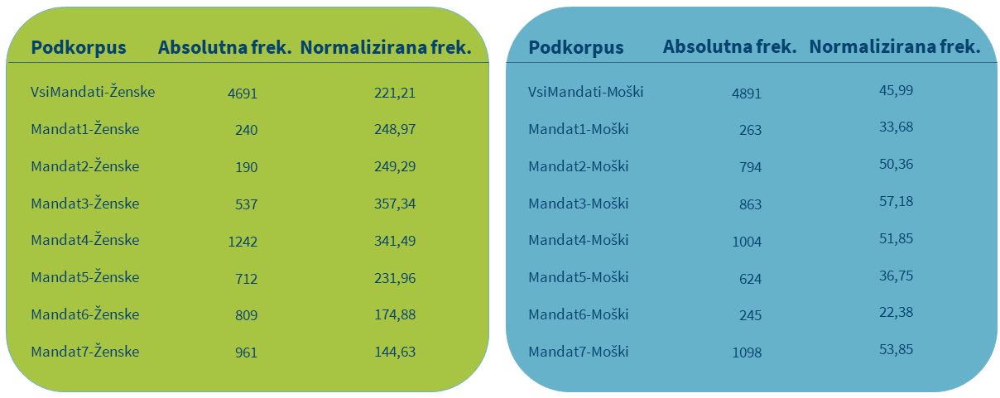 Podkorpus Absolutna frek. Normalizirana frek.
VsiMandati-Ženske 4691 221,21
Mandat1-Ženske 240 248,97
Mandat2-Ženske 190 249,29
Mandat3-Ženske 537 357,34
Mandat4-Ženske 1242 341,49
Mandat5-Ženske 712 231,96
Mandat6-Ženske 809 174,88
Mandat7-Ženske 961 144,63
Podkorpus Absolutna frek. Normalizirana frek.
VsiMandati-Moški 4891 45,99
Mandat1-Moški 263 33,68
Mandat2-Moški 794 50,36
Mandat3-Moški 863 57,18
Mandat4-Moški 1004 51,85
Mandat5-Moški 624 36,75
Mandat6-Moški 245 22,38
Mandat7-Moški 1098 53,85